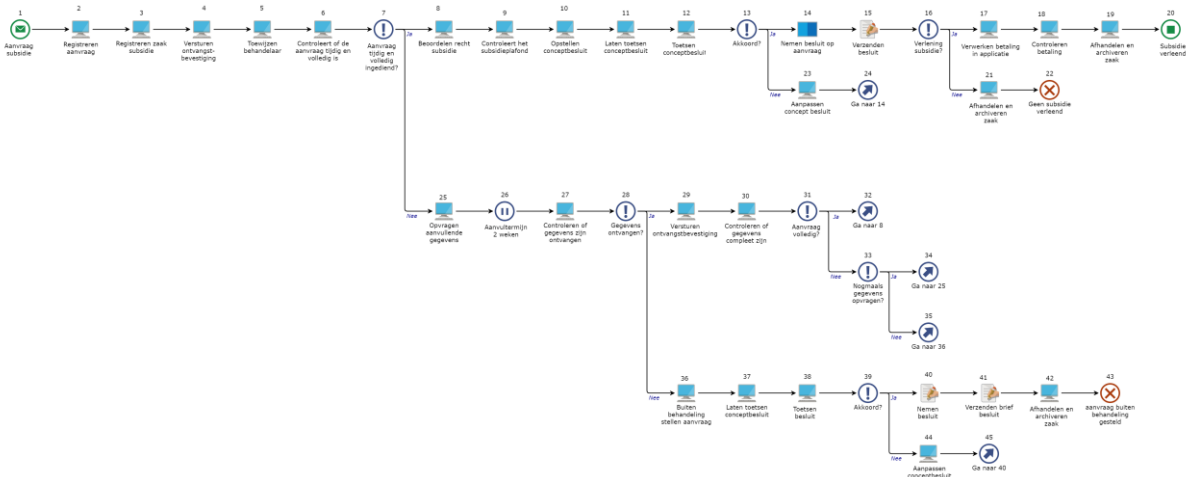 1
Aanvraag
subsidie
2
Registreren
aanvraag
3
Registreren zaak
subsidie
4
Versturen
ontvangst-
bevestiging
5
Toewijzen
behandelaar
6
Controleert of de
aanvraag tijdig en
volledig is
7
Aanvraag
tijdig en
volledig
ingediend?
Ja
8
Beoordelen recht
subsidie
9
Controleert het
subsidieplafond
10
Opstellen
conceptbesluit
11
Laten toetsen
conceptbesluit
12
Toetsen
conceptbesluit
13
Akkoord?
Ja
14
Nemen besluit op
aanvraag
15
Verzenden
besluit
16
Verlening
subsidie?
Ja
17
Verwerken betaling
in applicatie
18
Controleren
betaling
19
Afhandelen en
archiveren
zaak
20
Subsidie
verleend
Nee
23
Aanpassen
concept besluit
24
Ga naar 14
Nee
21
Afhandelen en
archiveren
zaak
22
Geen subsidie
verleend
Nee
25
Opvragen
aanvullende
gegevens
26
Aanvultermijn
2 weken
27
Controleren of
gegevens zijn
ontvangen
28
Gegevens
ontvangen?
Ja
29
Versturen
ontvangstbevestiging
30
Controleren of
gegevens
compleet zijn
31
Aanvraag
volledig?
Ja
32
Ga naar 8
Nee
33
Nogmaals
gegevens
opvragen?
Ja
34
Ga naar 25
Nee
35
Ga naar 36
Nee
36
Buiten
behandeling
stellen aanvraag
37
Laten toetsen
conceptbesluit
38
Toetsen
besluit
39
Akkoord?
Ja
40
Nemen
besluit
41
Verzenden brief
besluit
42
Afhandelen en
archiveren
zaak
43
aanvraag buiten
behandeling
gesteld
Nee
44
Aanpassen
conceptbesluit
45
Ga naar 40